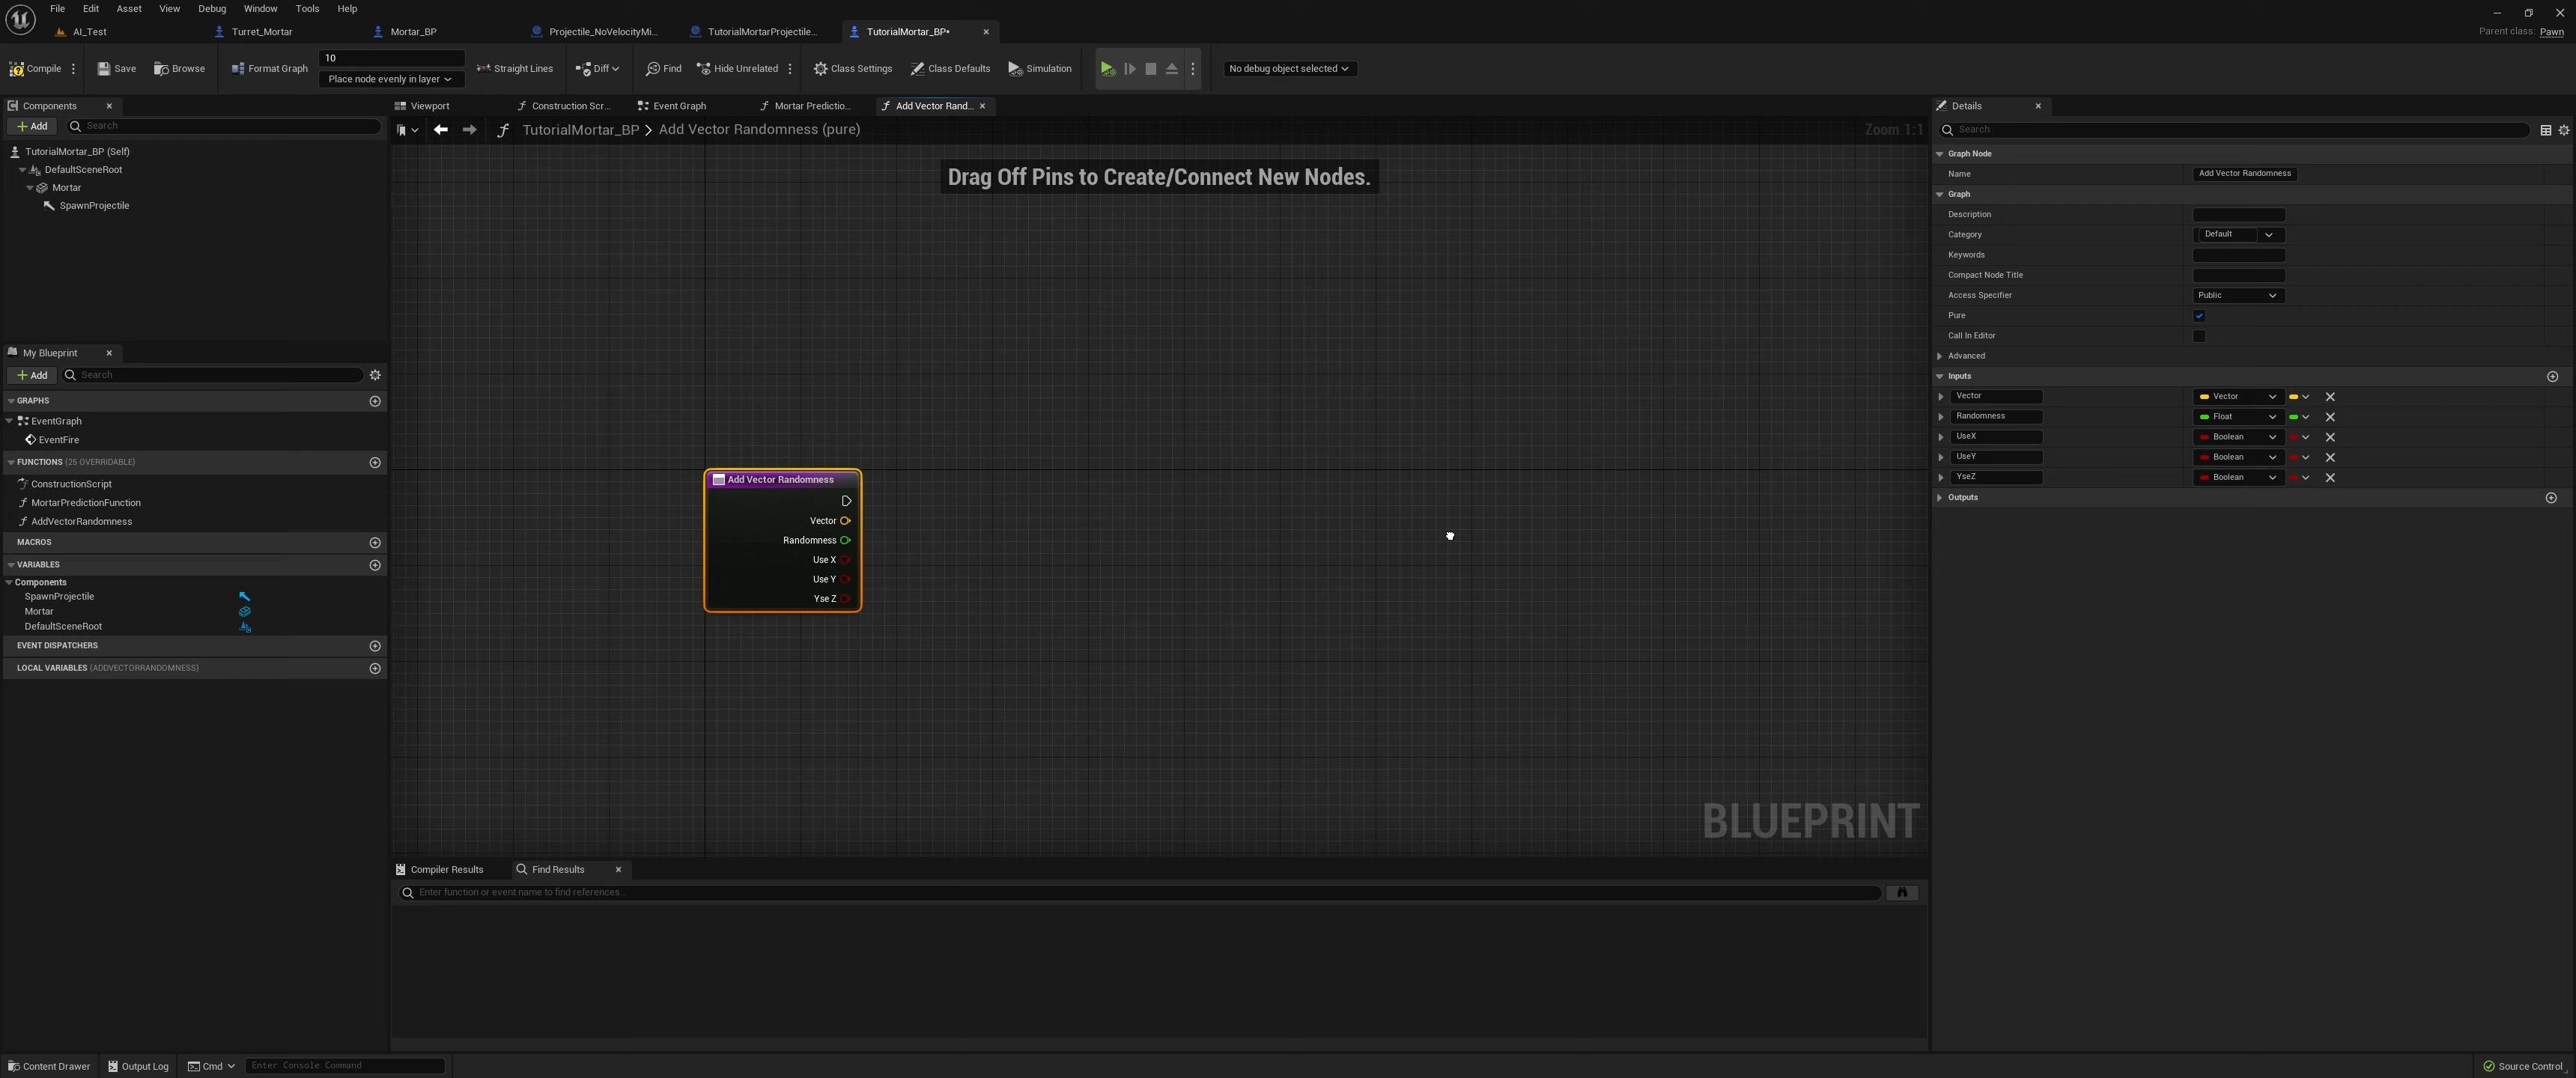 File Edit Asset View Debug Window Tools Help
AI_Test Turret_Mortar Mortar_BP Projectile_NoVelocityMi... TutorialMortarProjectile... TutorialMortar_BP*
Parent class: Pawn
Compile Save Browse Format Graph 10 Place node evenly in layer Straight Lines Diff Find Hide Unrelated Class Settings Class Defaults Simulation No debug object selected
Components
Add Search
TutorialMortar_BP (Self)
DefaultSceneRoot
Mortar
SpawnProjectile
My Blueprint
Add Search
GRAPHS
EventGraph
EventFire
FUNCTIONS (25 OVERRIDABLE)
ConstructionScript
MortarPredictionFunction
AddVectorRandomness
MACROS
VARIABLES
Components
SpawnProjectile
Mortar
DefaultSceneRoot
EVENT DISPATCHERS
LOCAL VARIABLES (ADDVECTORRANDOMNESS)
Viewport Construction Scr... Event Graph Mortar Predictio... Add Vector Rand...
TutorialMortar_BP > Add Vector Randomness (pure)
Zoom 1:1
Drag Off Pins to Create/Connect New Nodes.
Add Vector Randomness
Vector
Randomness
Use X
Use Y
Yse Z
BLUEPRINT
Compiler Results Find Results
Enter function or event name to find references...
Details
Search
Graph Node
Name Add Vector Randomness
Graph
Description
Category Default
Keywords
Compact Node Title
Access Specifier Public
Pure
Call In Editor
Advanced
Inputs
Vector Vector
Randomness Float
UseX Boolean
UseY Boolean
YseZ Boolean
Outputs
Content Drawer Output Log Cmd Enter Console Command
Source Control